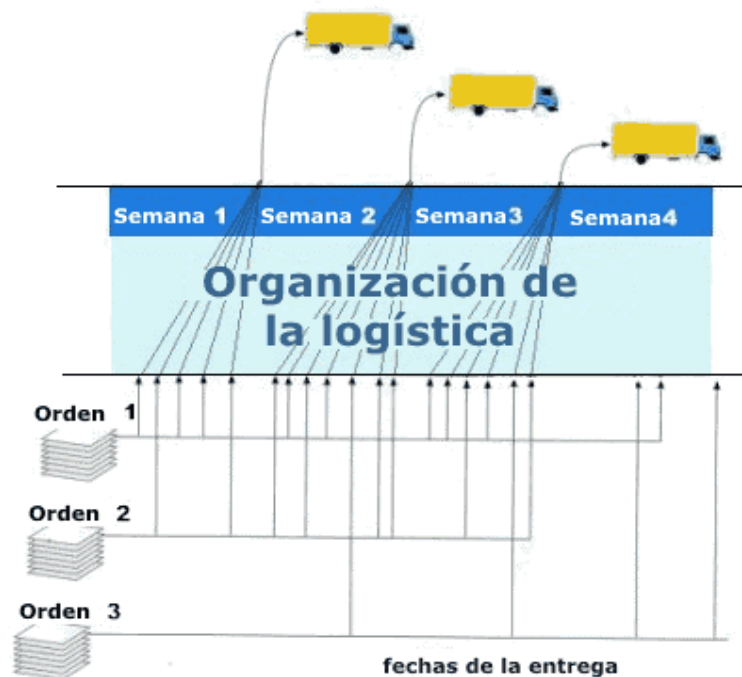 Semana 1
Semana 2
Semana3
Semana4
Organización de
la logística
Orden 1
Orden 2
Orden 3
fechas de la entrega